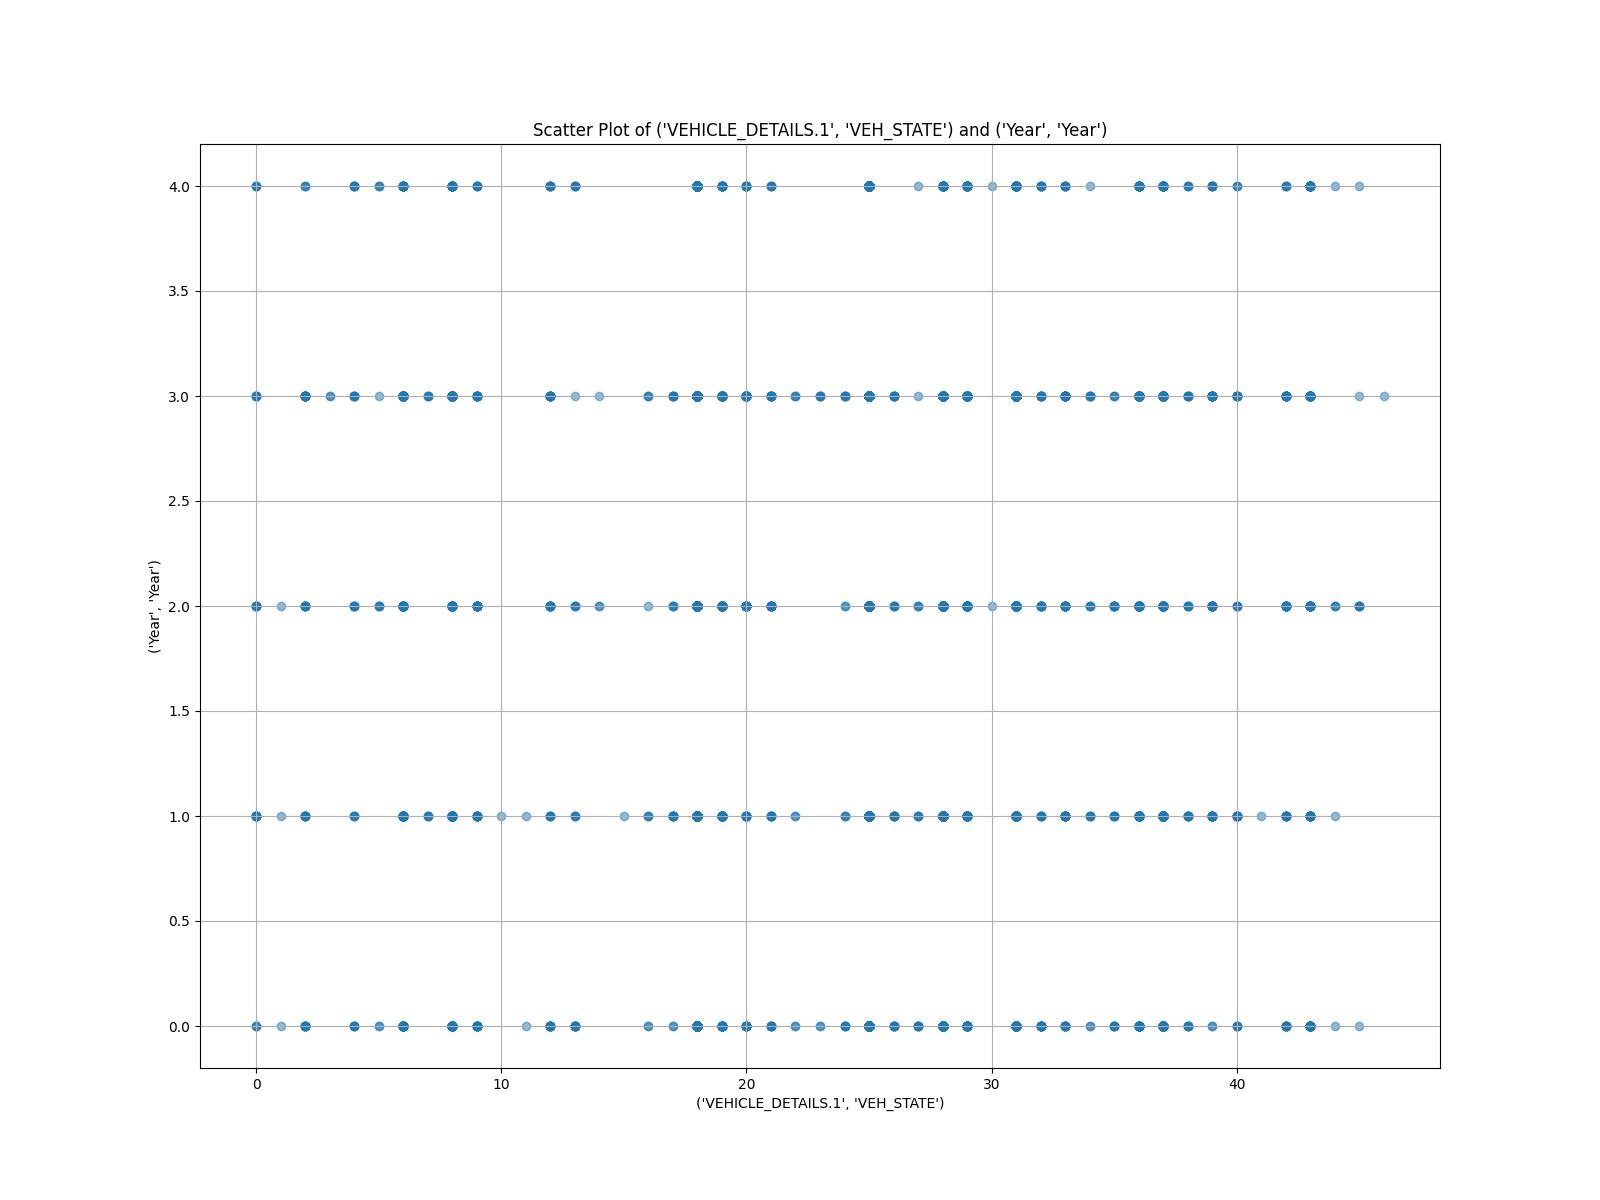 Scatter Plot of ('VEHICLE_DETAILS.1', 'VEH_STATE') and ('Year', 'Year')
4.0
3.5
3.0
2.5
2.0
1.5
1.0
0.5
0.0
('Year', 'Year')
0 10 20 30 40
('VEHICLE_DETAILS.1', 'VEH_STATE')